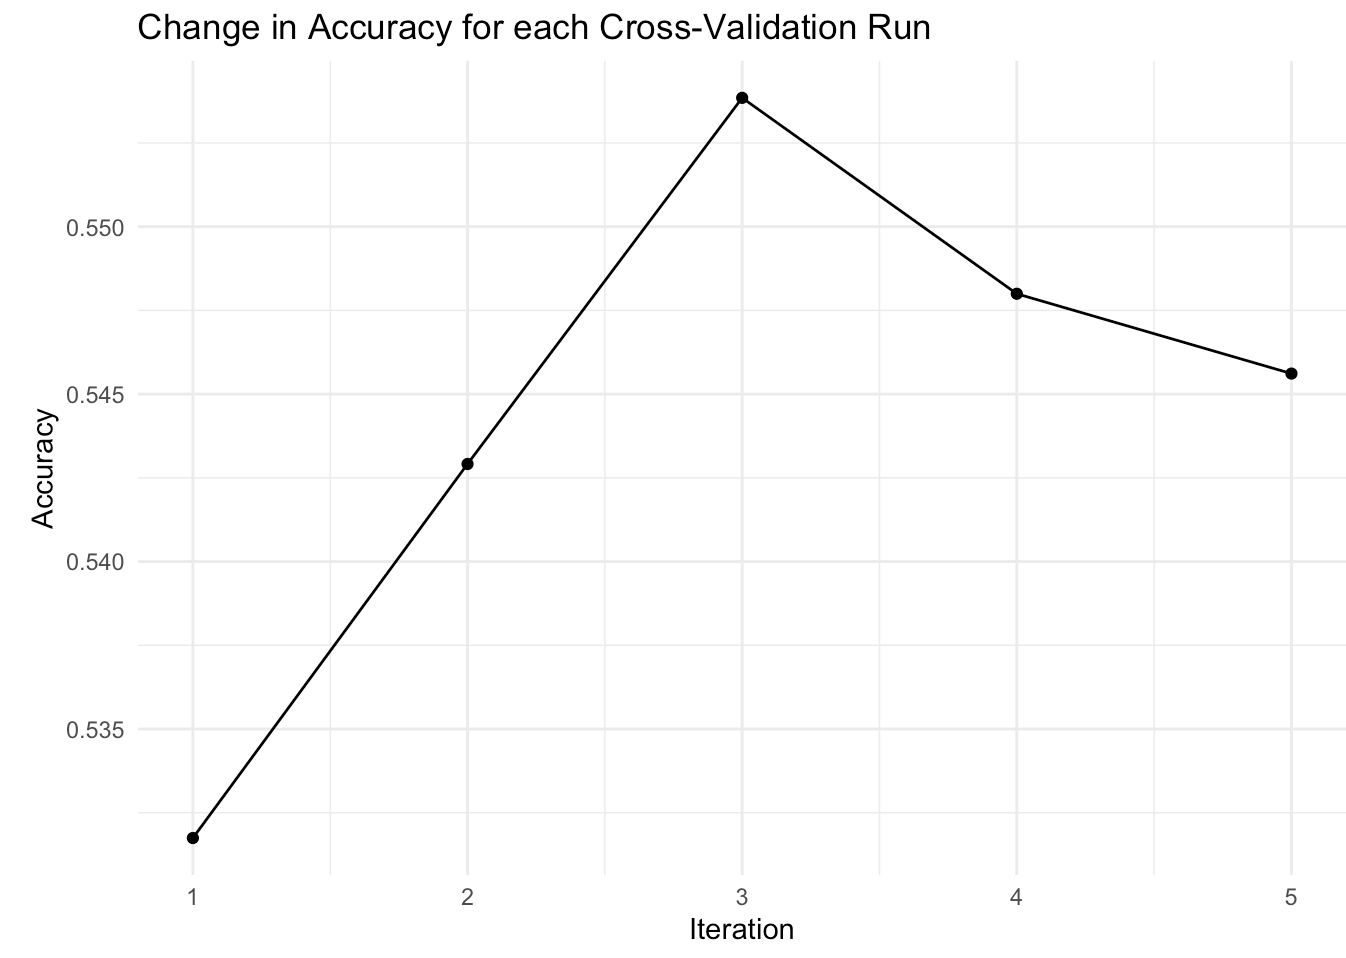 Change in Accuracy for each Cross-Validation Run
Accuracy
0.550
0.545
0.540
0.535
1 2 3 4 5
Iteration